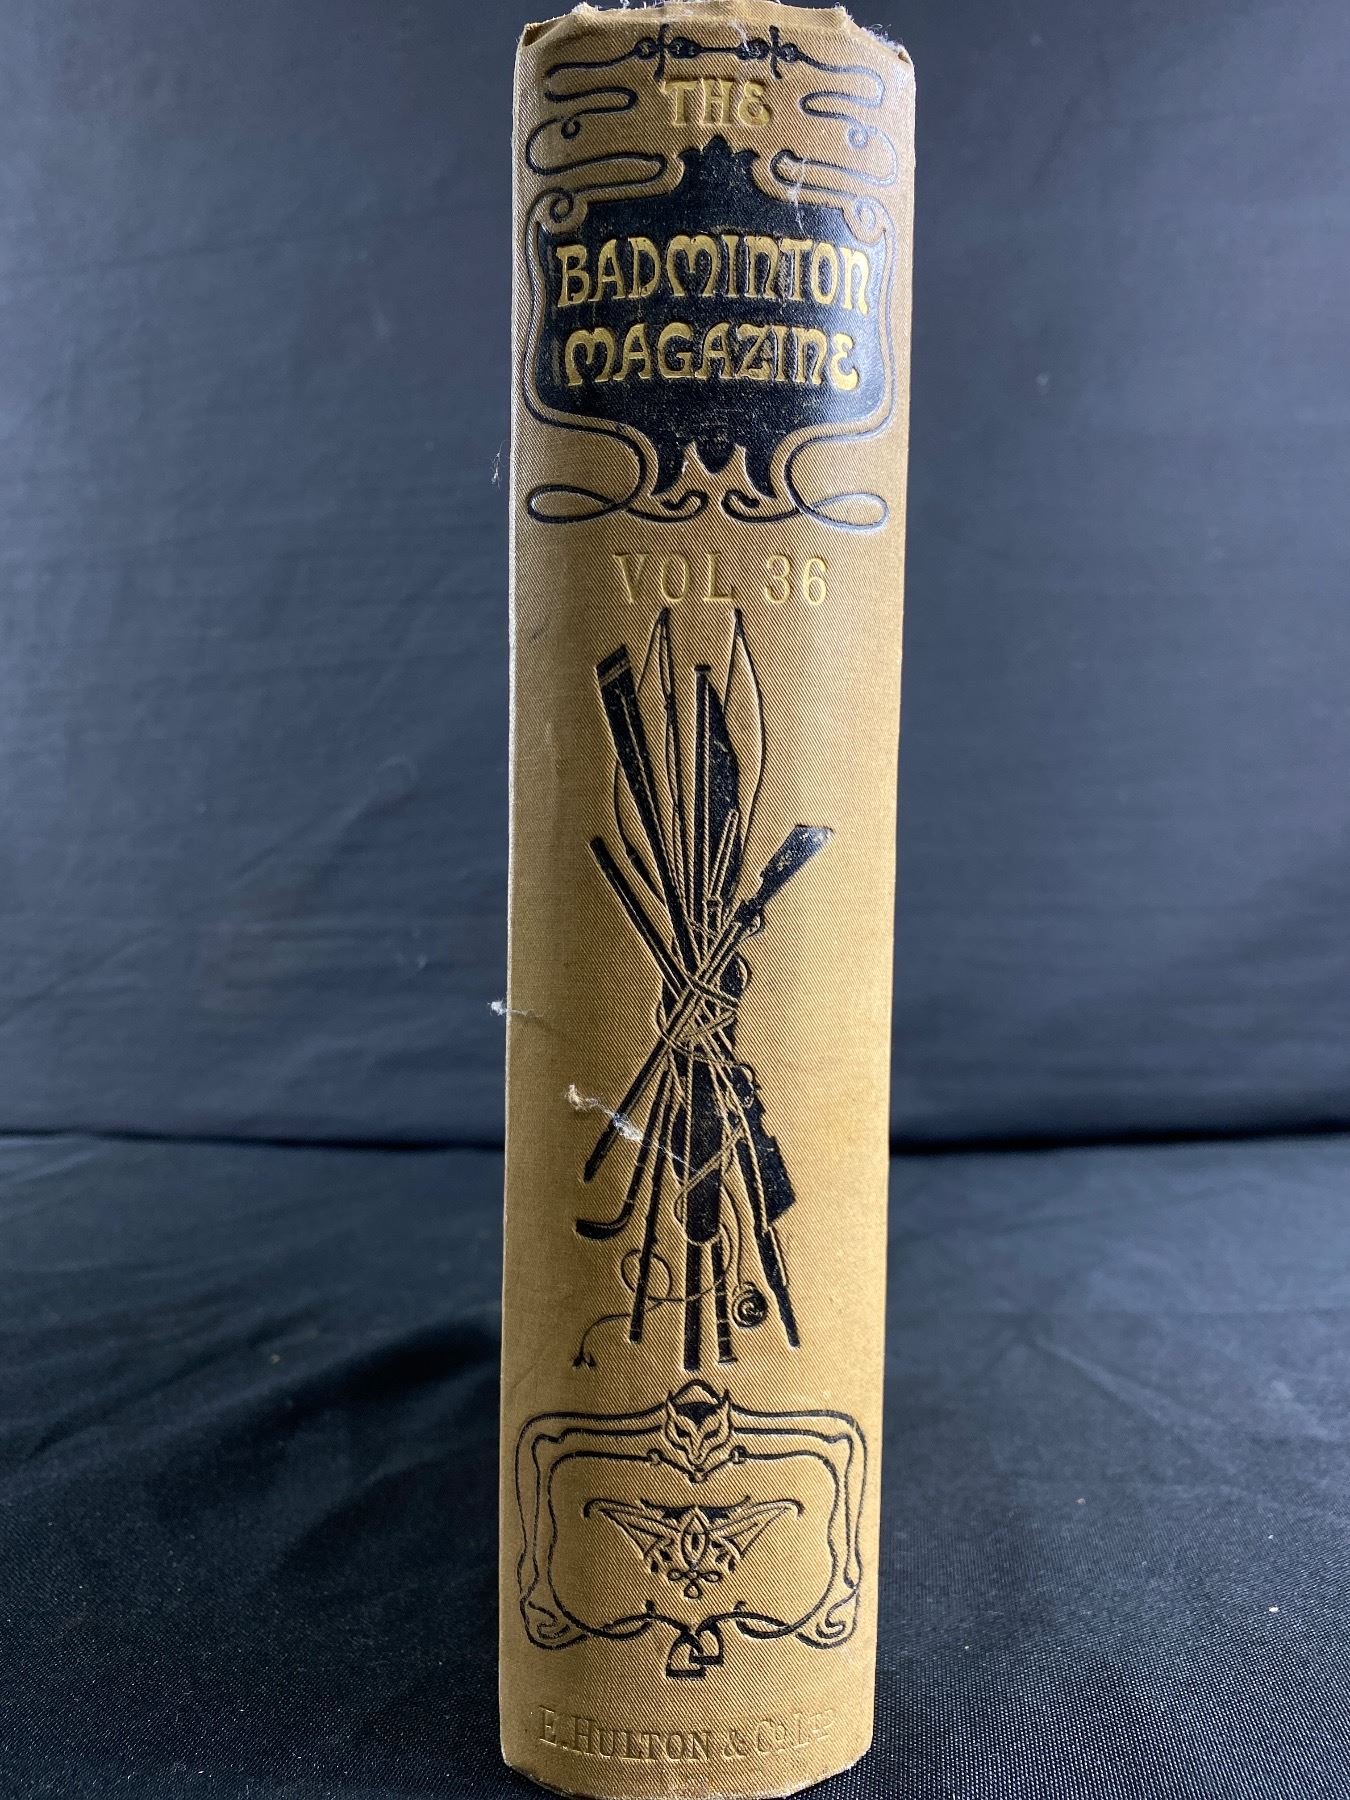 THE
BADMINTON
MAGAZINE
VOL 36
E. HULTON & CO. LTD